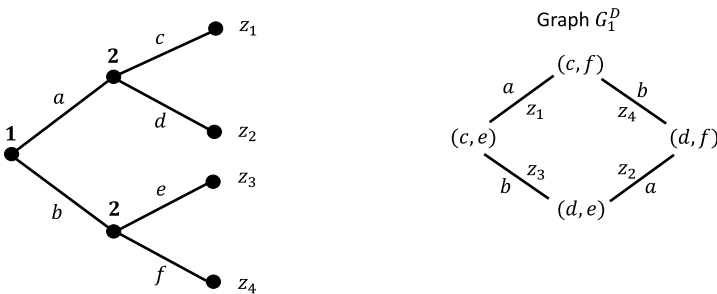 Graph G₁ᴰ
c
z₁
2
a
d
z₂
1
b
e
z₃
2
f
z₄
(c, f)
a
z₁
b
z₄
(c, e)
(d, f)
z₃
b
z₂
a
(d, e)